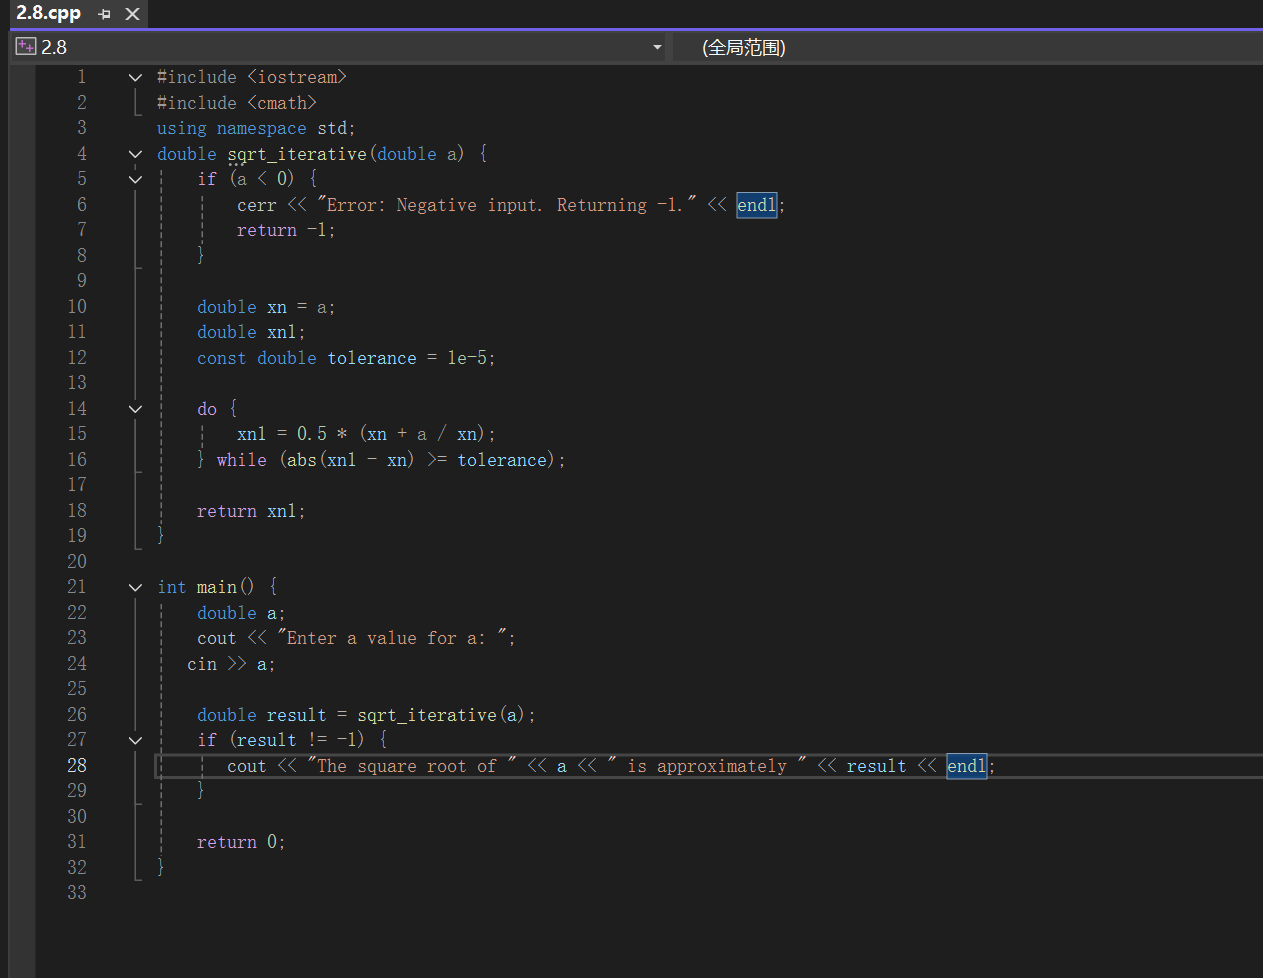 2.8.cpp
2.8
(全局范围)
1 #include <iostream>
2 #include <cmath>
3 using namespace std;
4 double sqrt_iterative(double a) {
5 if (a < 0) {
6 cerr << "Error: Negative input. Returning -1." << endl;
7 return -1;
8 }
9
10 double xn = a;
11 double xn1;
12 const double tolerance = 1e-5;
13
14 do {
15 xn1 = 0.5 * (xn + a / xn);
16 } while (abs(xn1 - xn) >= tolerance);
17
18 return xn1;
19 }
20
21 int main() {
22 double a;
23 cout << "Enter a value for a: ";
24 cin >> a;
25
26 double result = sqrt_iterative(a);
27 if (result != -1) {
28 cout << "The square root of " << a << " is approximately " << result << endl;
29 }
30
31 return 0;
32 }
33